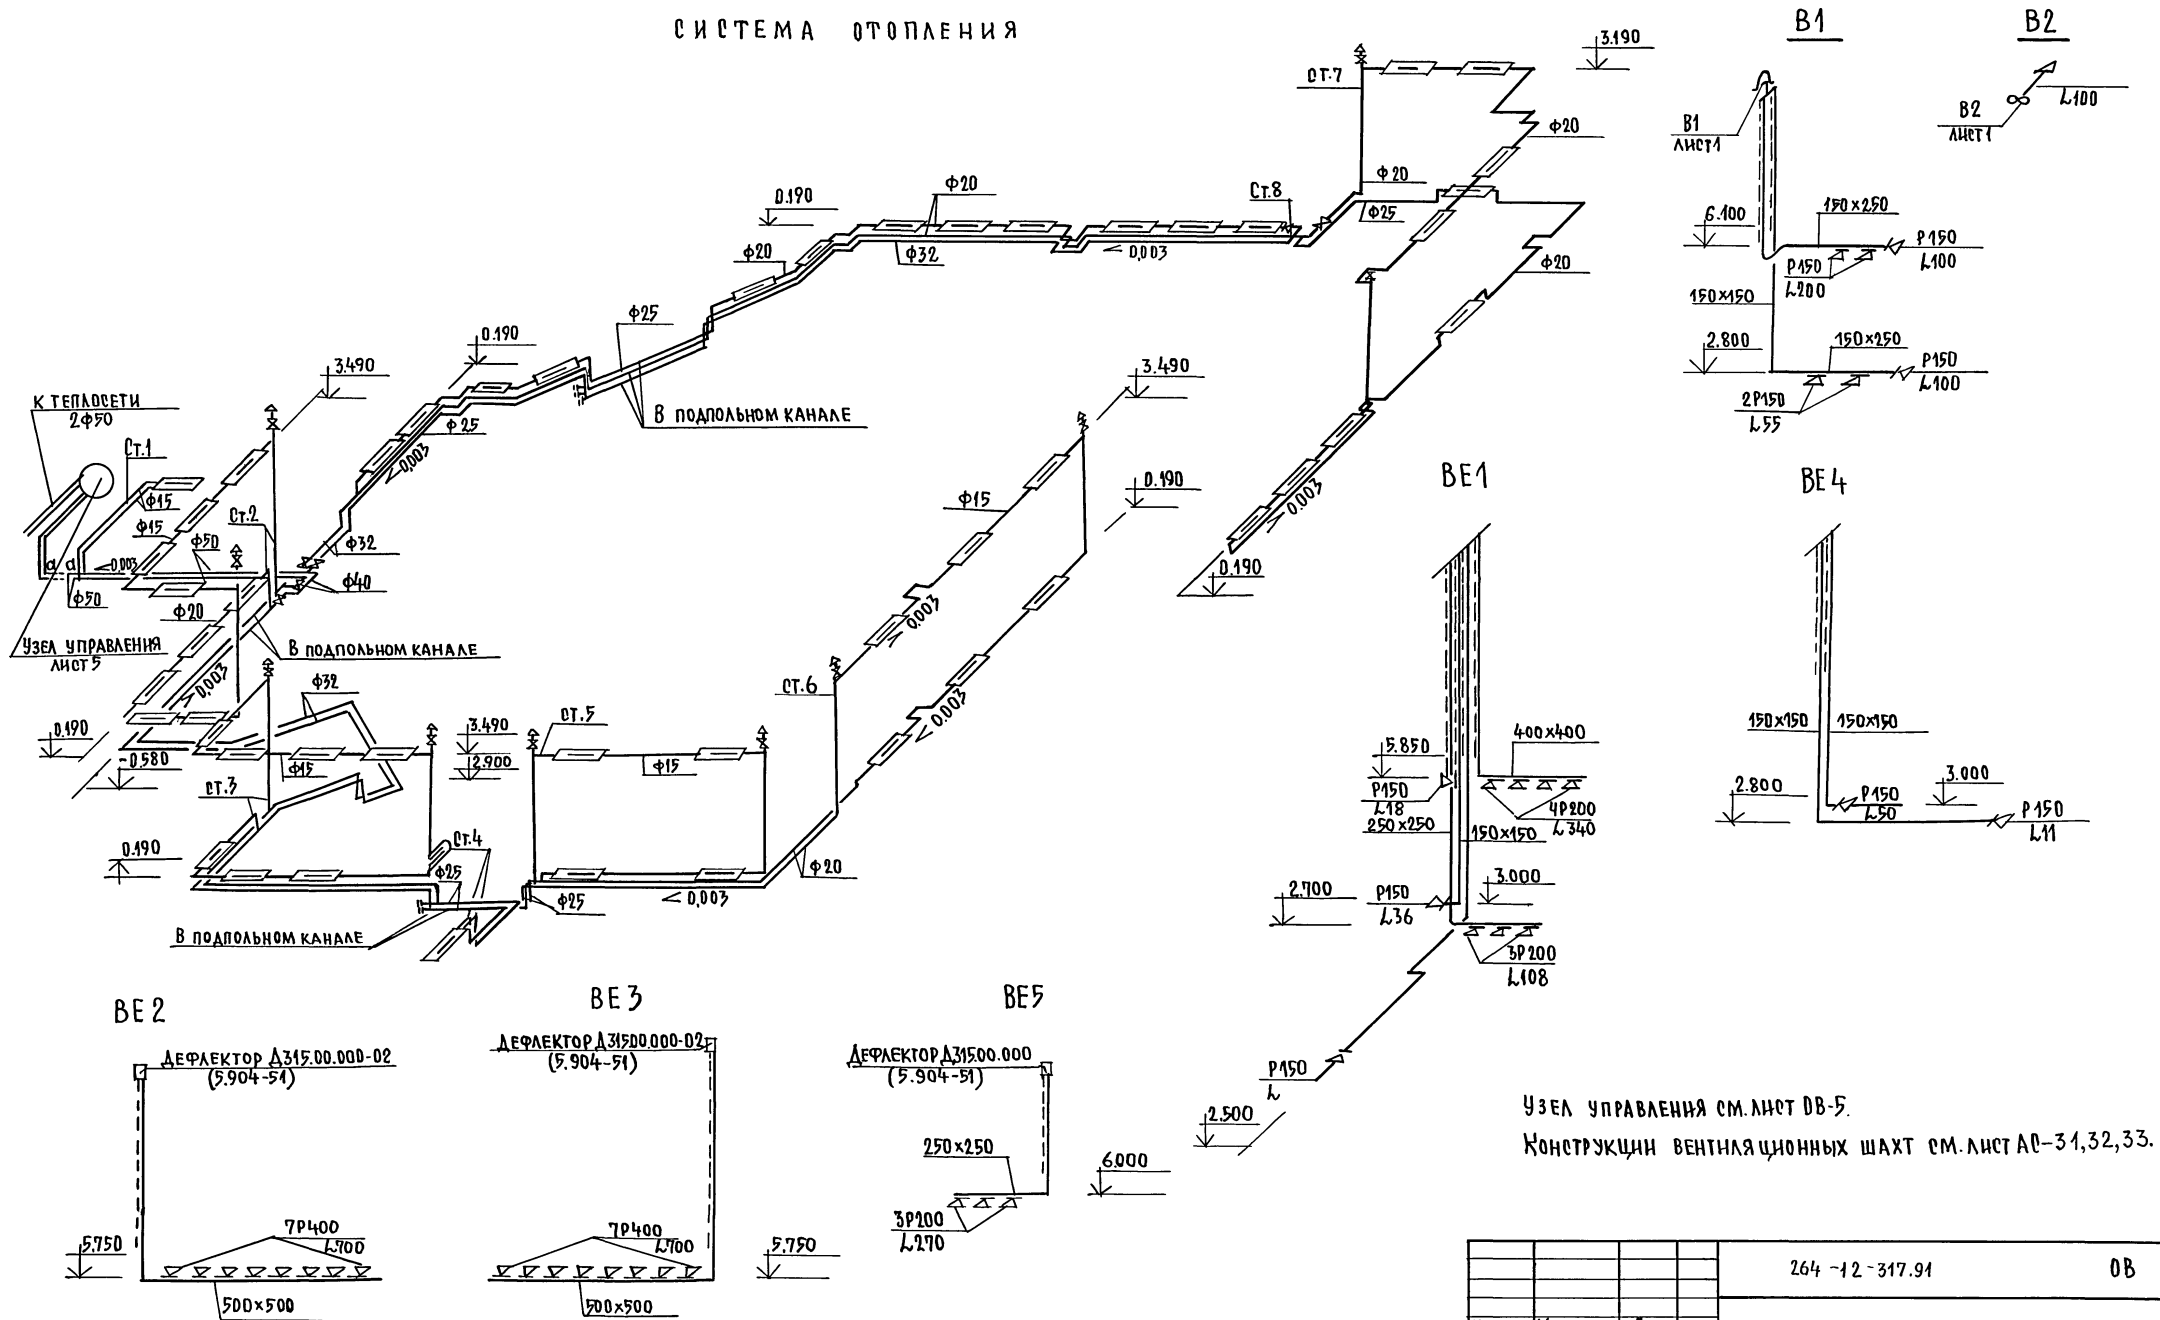 СИСТЕМА ОТОПЛЕНИЯ
В1
В2
3.190
Ст.7
L100
В2
ЛИСТ1
В1
ЛИСТ1
Ф20
Ф20
Ф25
Ст.8
Ф20
0.190
Ф32
0,003
Ф20
Ф20
6.100
150×250
Р150
L100
Р150
L200
150×150
2.800
150×250
Р150
L100
2Р150
L55
Ф25
0.190
3.490
3.490
К ТЕПЛОСЕТИ
2Ф50
В ПОДПОЛЬНОМ КАНАЛЕ
Ф25
0,003
Ст.1
Ф15
Ф15
Ст.2
Ф50
Ф32
а а
0,003
Ф50
Ф40
Ф20
УЗЕЛ УПРАВЛЕНИЯ
ЛИСТ 5
В ПОДПОЛЬНОМ КАНАЛЕ
0,003
Ф15
0.190
0,003
0.190
0,003
0,003
ВЕ1
ВЕ4
Ф32
0.190
-0.580
Ф15
Ст.3
3.490
2.900
Ст.5
Ф15
Ст.6
0.190
Ст.4
Ф25
Ф25
0,003
Ф20
В ПОДПОЛЬНОМ КАНАЛЕ
5.850
400×400
Р150
L18
4Р200
L340
250×250
150×150
2.700
Р150
L36
3.000
3Р200
L108
Р150
L
2.500
150×150
150×150
2.800
3.000
Р150
L50
Р150
L11
ВЕ2
ВЕ3
ВЕ5
ДЕФЛЕКТОР Д315.00.000-02
(5.904-51)
ДЕФЛЕКТОР Д31500.000-02
(5.904-51)
ДЕФЛЕКТОР Д315.00.000
(5.904-51)
250×250
6.000
3Р200
L270
5.750
7Р400
L700
500×500
7Р400
L700
5.750
500×500
УЗЕЛ УПРАВЛЕНИЯ СМ.ЛИСТ ОВ-5.
КОНСТРУКЦИИ ВЕНТИЛЯЦИОННЫХ ШАХТ СМ.ЛИСТ АС-31,32,33.
264-12-317.91
ОВ